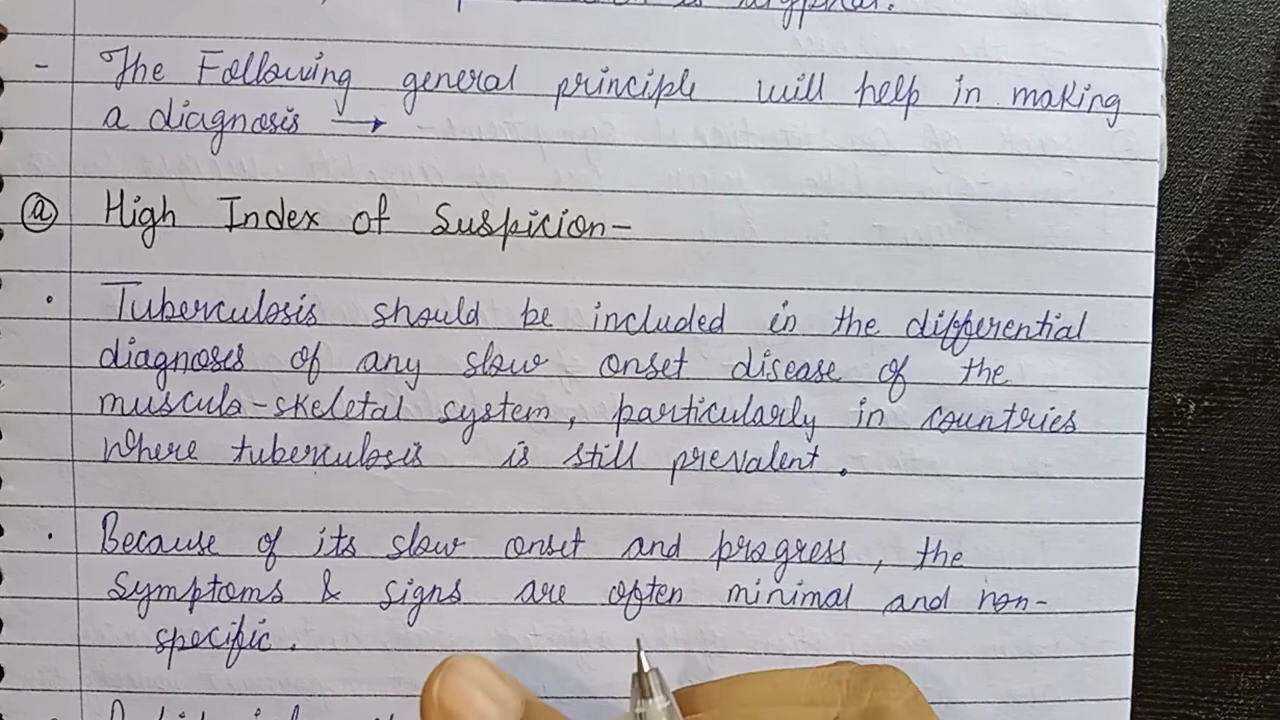 - The Following general principle will help in making
a diagnosis →
ⓐ High Index of Suspicion-
• Tuberculosis should be included in the differential
diagnoses of any slow onset disease of the
musculo-skeletal system, particularly in countries
where tuberculosis is still prevalent.
• Because of its slow onset and progress, the
symptoms & signs are often minimal and non-
specific.